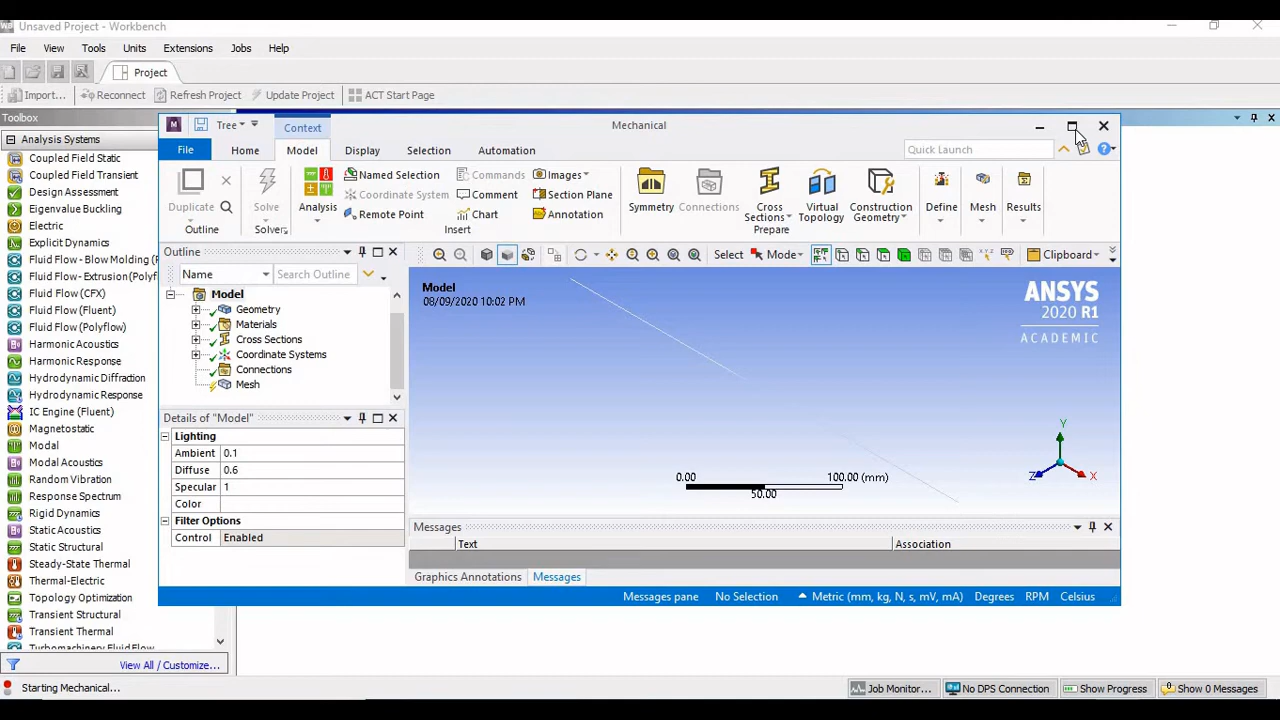 Unsaved Project - Workbench
File View Tools Units Extensions Jobs Help
Project
Import... Reconnect Refresh Project Update Project ACT Start Page
Toolbox
Analysis Systems
Coupled Field Static
Coupled Field Transient
Design Assessment
Eigenvalue Buckling
Electric
Explicit Dynamics
Fluid Flow - Blow Molding (
Fluid Flow - Extrusion (Polyf
Fluid Flow (CFX)
Fluid Flow (Fluent)
Fluid Flow (Polyflow)
Harmonic Acoustics
Harmonic Response
Hydrodynamic Diffraction
Hydrodynamic Response
IC Engine (Fluent)
Magnetostatic
Modal
Modal Acoustics
Random Vibration
Response Spectrum
Rigid Dynamics
Static Acoustics
Static Structural
Steady-State Thermal
Thermal-Electric
Topology Optimization
Transient Structural
Transient Thermal
Turbomachinery Fluid Flow
View All / Customize...
Starting Mechanical...
Tree Context Mechanical
File Home Model Display Selection Automation Quick Launch
Duplicate
Outline
Solve
Solver
Analysis
Named Selection Commands Images
Coordinate System Comment Section Plane
Remote Point Chart Annotation
Insert
Symmetry Connections Cross Sections Virtual Topology Construction Geometry
Prepare
Define Mesh Results
Outline
Name Search Outline
Model
Geometry
Materials
Cross Sections
Coordinate Systems
Connections
Mesh
Details of "Model"
Lighting
Ambient 0.1
Diffuse 0.6
Specular 1
Color
Filter Options
Control Enabled
Select Mode Clipboard
Model
08/09/2020 10:02 PM
ANSYS
2020 R1
ACADEMIC
Y
Z X
0.00 100.00 (mm)
50.00
Messages
Text Association
Graphics Annotations Messages
Messages pane No Selection Metric (mm, kg, N, s, mV, mA) Degrees RPM Celsius
Job Monitor... No DPS Connection Show Progress Show 0 Messages